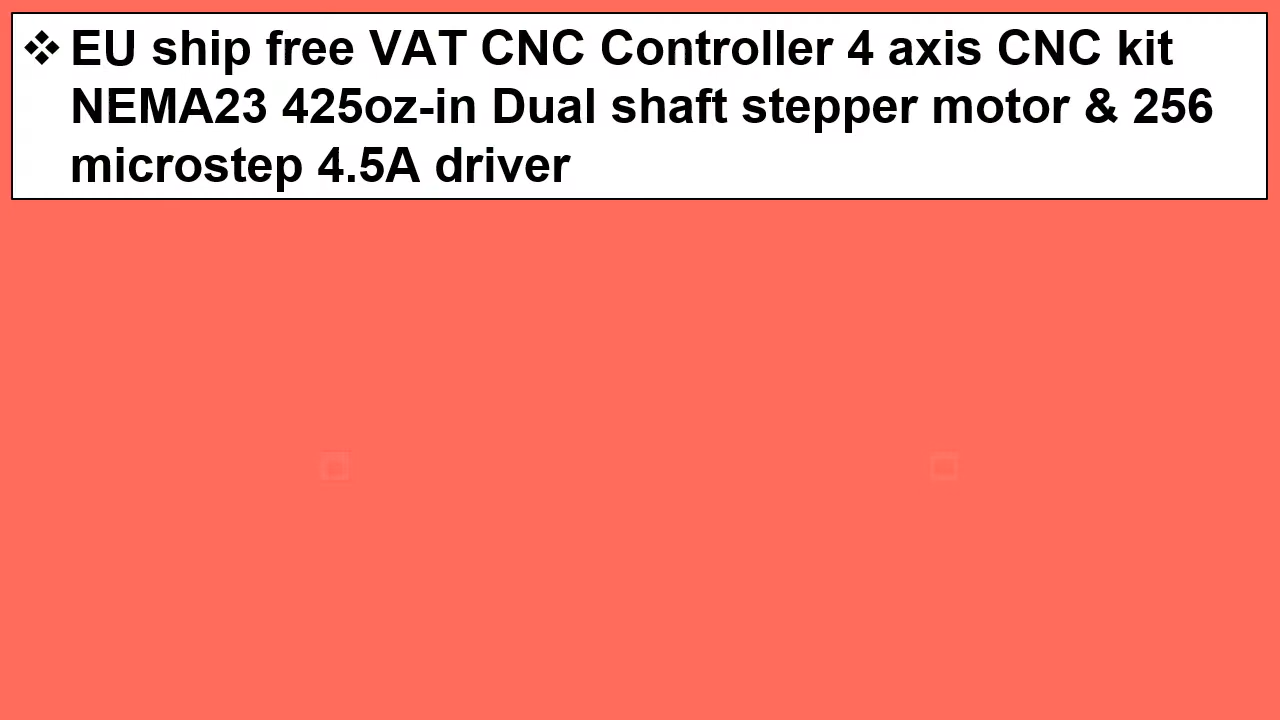 ❖ EU ship free VAT CNC Controller 4 axis CNC kit
NEMA23 425oz-in Dual shaft stepper motor & 256
microstep 4.5A driver